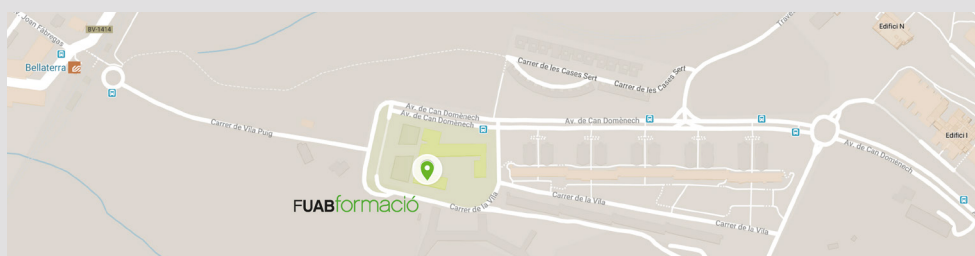 Joan Fàbregas
BV-1414
Bellaterra
Carrer de Vila Puig
Av. de Can Domènech
Av. de Can Domènech
Carrer de les Cases Sert
Carrer de les Cases Sert
Av. de Can Domènech
Edifici N
Edifici I
Av. de Can Domènech
FUABformació
Carrer de la Vila
Carrer de la Vila
Carrer de la Vila